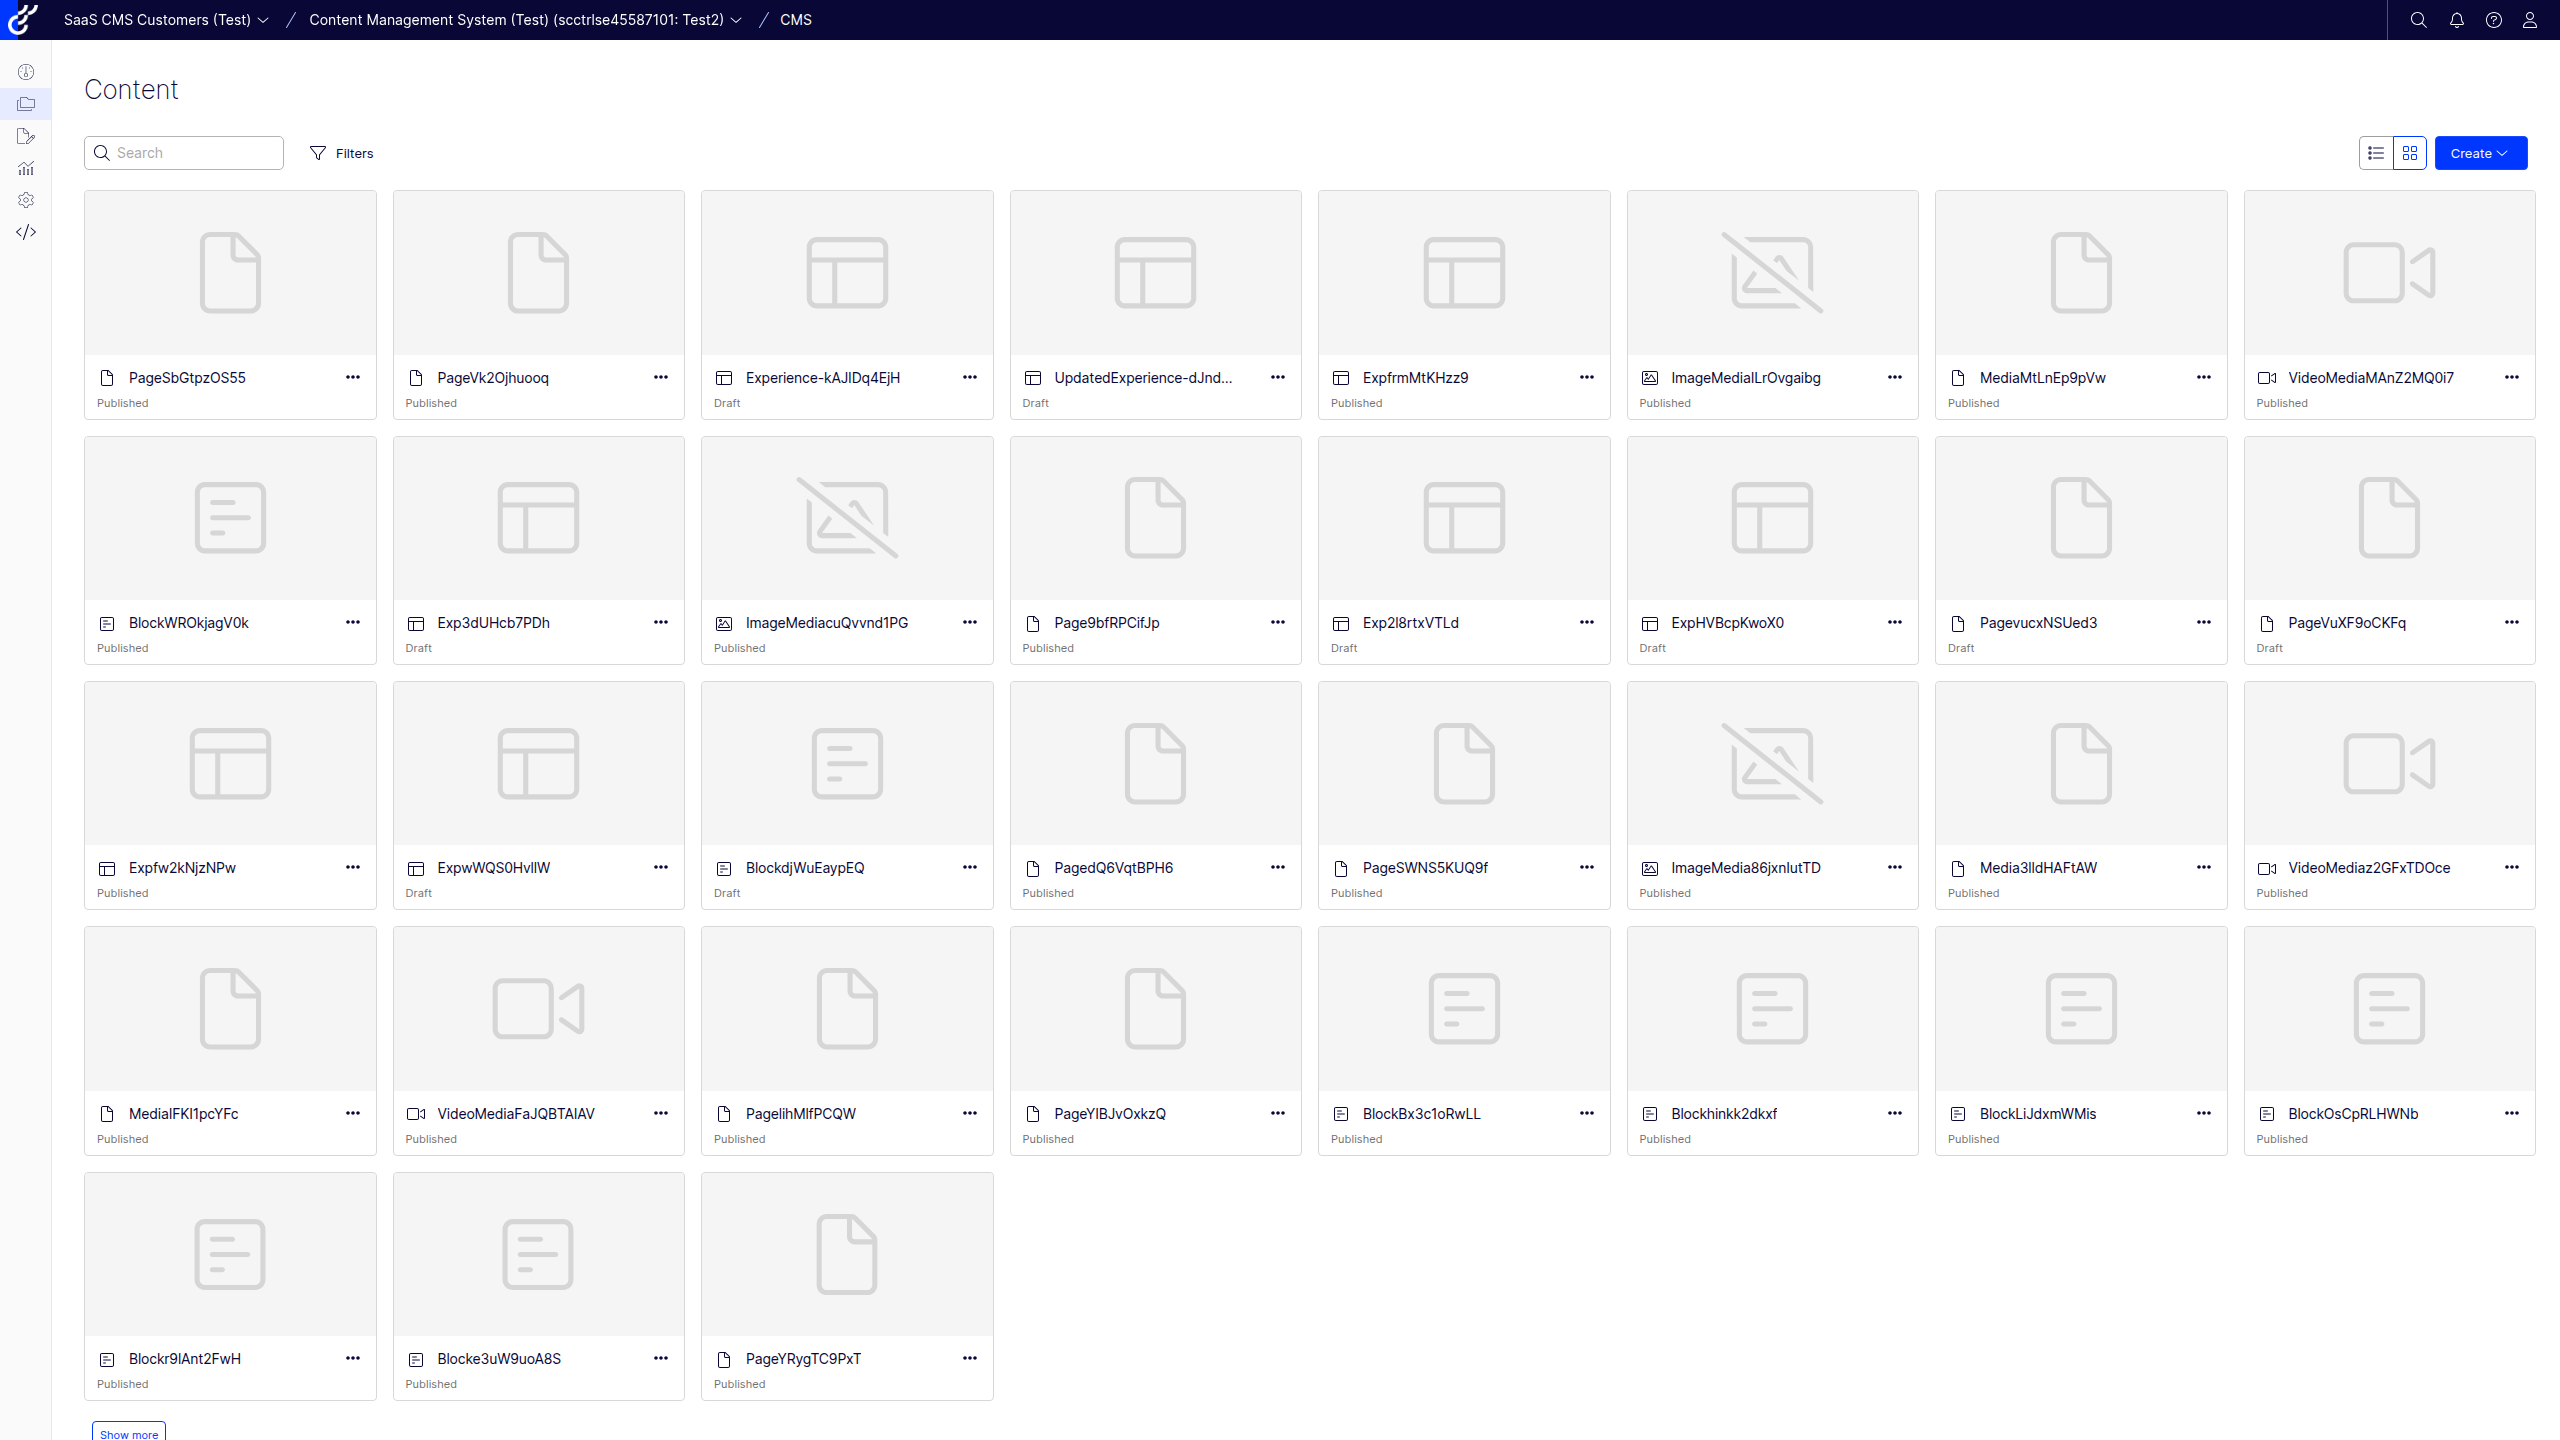 SaaS CMS Customers (Test) / Content Management System (Test) (scctrlse45587101: Test2) / CMS
Content
Search
Filters
Create
PageSbGtpzOS55
Published
PageVk2Ojhuooq
Published
Experience-kAJIDq4EjH
Draft
UpdatedExperience-dJnd...
Draft
ExpfrmMtKHzz9
Published
ImageMediaILrOvgaibg
Published
MediaMtLnEp9pVw
Published
VideoMediaMAnZ2MQ0i7
Published
BlockWROkjagV0k
Published
Exp3dUHcb7PDh
Draft
ImageMediacuQvvnd1PG
Published
Page9bfRPCifJp
Published
Exp2I8rtxVTLd
Draft
ExpHVBcpKwoX0
Draft
PagevucxNSUed3
Draft
PageVuXF9oCKFq
Draft
Expfw2kNjzNPw
Published
ExpwWQS0HvlIW
Draft
BlockdjWuEaypEQ
Draft
PagedQ6VqtBPH6
Published
PageSWNS5KUQ9f
Published
ImageMedia86jxnIutTD
Published
Media3lldHAFtAW
Published
VideoMediaz2GFxTDOce
Published
MediaIFKI1pcYFc
Published
VideoMediaFaJQBTAIAV
Published
PagelihMlfPCQW
Published
PageYIBJvOxkzQ
Published
BlockBx3c1oRwLL
Published
Blockhinkk2dkxf
Published
BlockLiJdxmWMis
Published
BlockOsCpRLHWNb
Published
Blockr9lAnt2FwH
Published
Blocke3uW9uoA8S
Published
PageYRygTC9PxT
Published
Show more